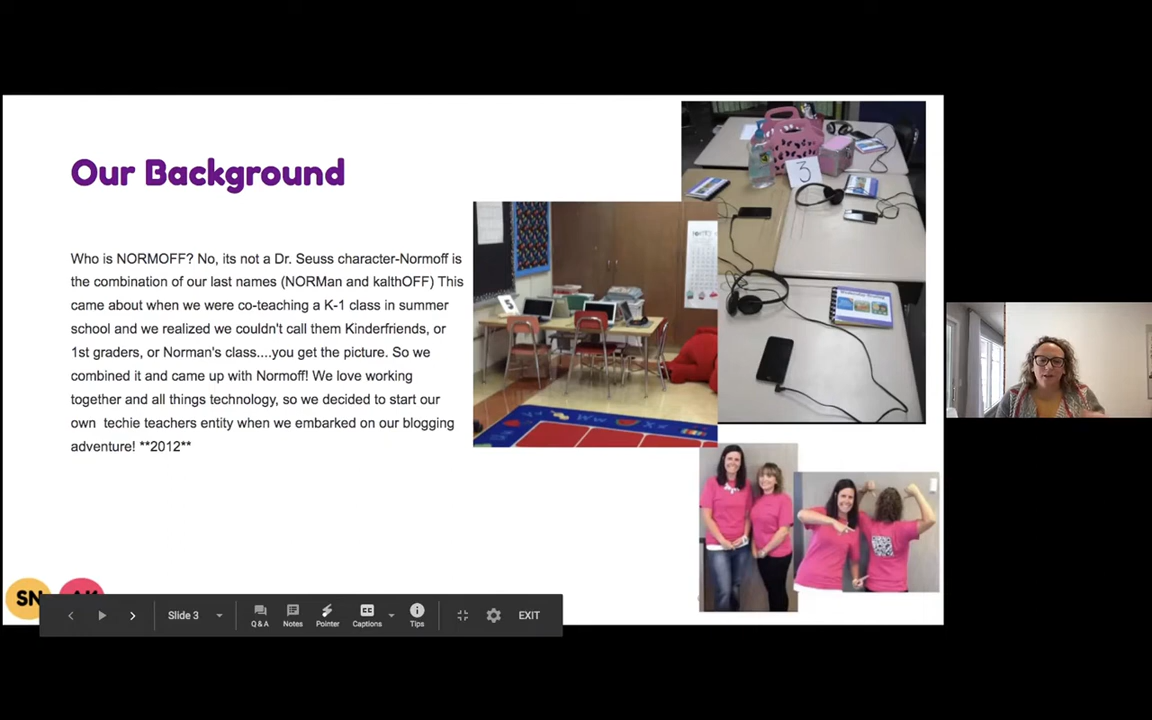 Our Background
Who is NORMOFF? No, its not a Dr. Seuss character-Normoff is
the combination of our last names (NORMan and kalthOFF) This
came about when we were co-teaching a K-1 class in summer
school and we realized we couldn't call them Kinderfriends, or
1st graders, or Norman's class....you get the picture. So we
combined it and came up with Normoff! We love working
together and all things technology, so we decided to start our
own techie teachers entity when we embarked on our blogging
adventure! **2012**
3
5
SN
Slide 3
Q & A
Notes
Pointer
CC
Captions
Tips
EXIT